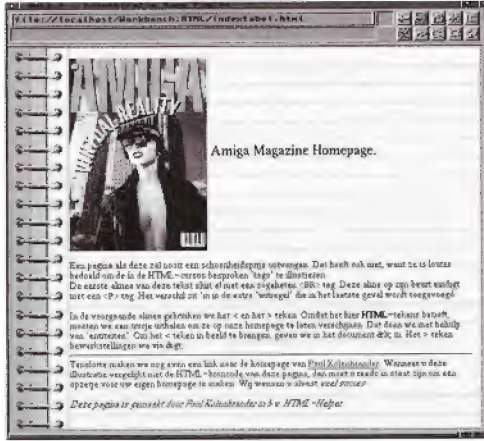 file://localhost/Workbench:HTML/indextabel.html
AMIGA
VIRTUAL REALITY
Amiga Magazine Homepage.
Een pagina als deze zal nooit een schoonheidsprijs ontvangen. Dat hoeft ook niet, want ze is louter
bedoeld om de in de HTML-cursus besproken 'tags' te illustreren.
De eerste alinea van deze tekst sluit af met een zogeheten <BR> tag. Deze alinea op zijn beurt eindigt
met een <P> tag. Het verschil zit 'm in de extra 'witregel' die in het laatste geval wordt toegevoegd.
In de voorgaande alinea gebruikten we het < en het > teken. Omdat het hier HTML-tekens betreft,
moeten we een trucje uithalen om ze op onze homepage te laten verschijnen. Dat doen we met behulp
van 'entiteiten'. Om het < teken in beeld te brengen, geven we in het document &lt; in. Het > teken
bewerkstelligen we via &gt;.
Tenslotte maken we nog even een link naar de homepage van Paul Kolenbrander. Wanneer u deze
illustratie vergelijkt met de HTML-broncode van deze pagina, dan moet u reeds in staat zijn om een
opzetje voor uw eigen homepage te maken. Wij wensen u alvast veel succes
Deze pagina is gemaakt door Paul Kolenbrander m.b.v. HTML-Helper